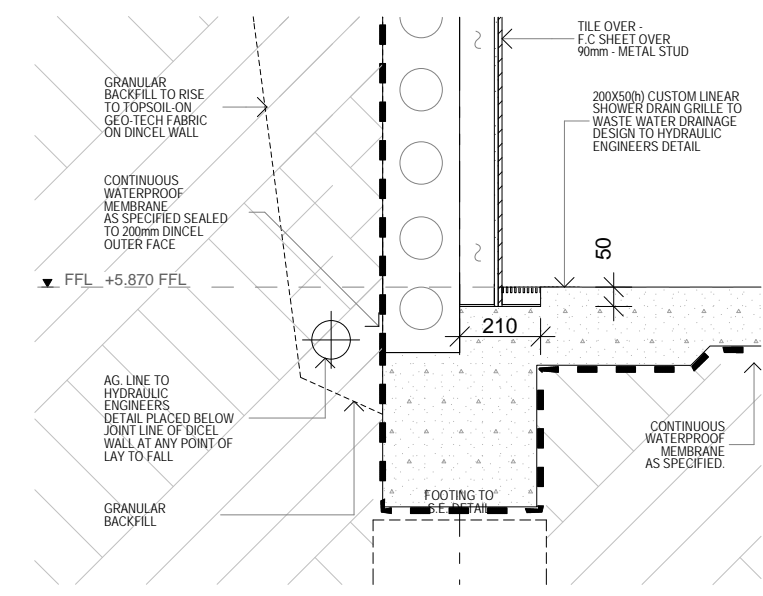 TILE OVER -
F.C SHEET OVER
90mm - METAL STUD
GRANULAR
BACKFILL TO RISE
TO TOPSOIL-ON
GEO-TECH FABRIC
ON DINCEL WALL
200X50(h) CUSTOM LINEAR
SHOWER DRAIN GRILLE TO
WASTE WATER DRAINAGE
DESIGN TO HYDRAULIC
ENGINEERS DETAIL
CONTINUOUS
WATERPROOF
MEMBRANE
AS SPECIFIED SEALED
TO 200mm DINCEL
OUTER FACE
50
FFL +5.870 FFL
210
AG. LINE TO
HYDRAULIC
ENGINEERS
DETAIL PLACED BELOW
JOINT LINE OF DICEL
WALL AT ANY POINT OF
LAY TO FALL
CONTINUOUS
WATERPROOF
MEMBRANE
AS SPECIFIED.
GRANULAR
BACKFILL
FOOTING TO
S.E. DETAIL